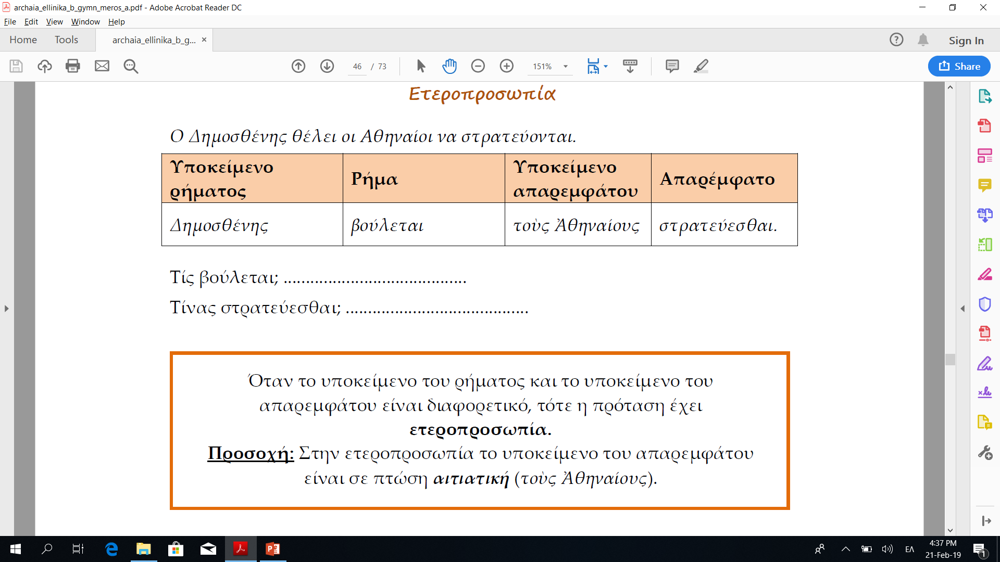 archaia_ellinika_b_gymn_meros_a.pdf - Adobe Acrobat Reader DC
File Edit View Window Help
Home Tools archaia_ellinika_b_g... × Sign In
46 / 73 151% Share
Ετεροπροσωπία
Ο Δημοσθένης θέλει οι Αθηναίοι να στρατεύονται.
Υποκείμενο ρήματος
Ρήμα
Υποκείμενο απαρεμφάτου
Απαρέμφατο
Δημοσθένης
βούλεται
τοὺς Ἀθηναίους
στρατεύεσθαι.
Τίς βούλεται; .........................................
Τίνας στρατεύεσθαι; .........................................
Όταν το υποκείμενο του ρήματος και το υποκείμενο του
απαρεμφάτου είναι διαφορετικό, τότε η πρόταση έχει
ετεροπροσωπία.
Προσοχή: Στην ετεροπροσωπία το υποκείμενο του απαρεμφάτου
είναι σε πτώση αιτιατική (τοὺς Ἀθηναίους).
ΕΛ
4:37 PM
21-Feb-19
1